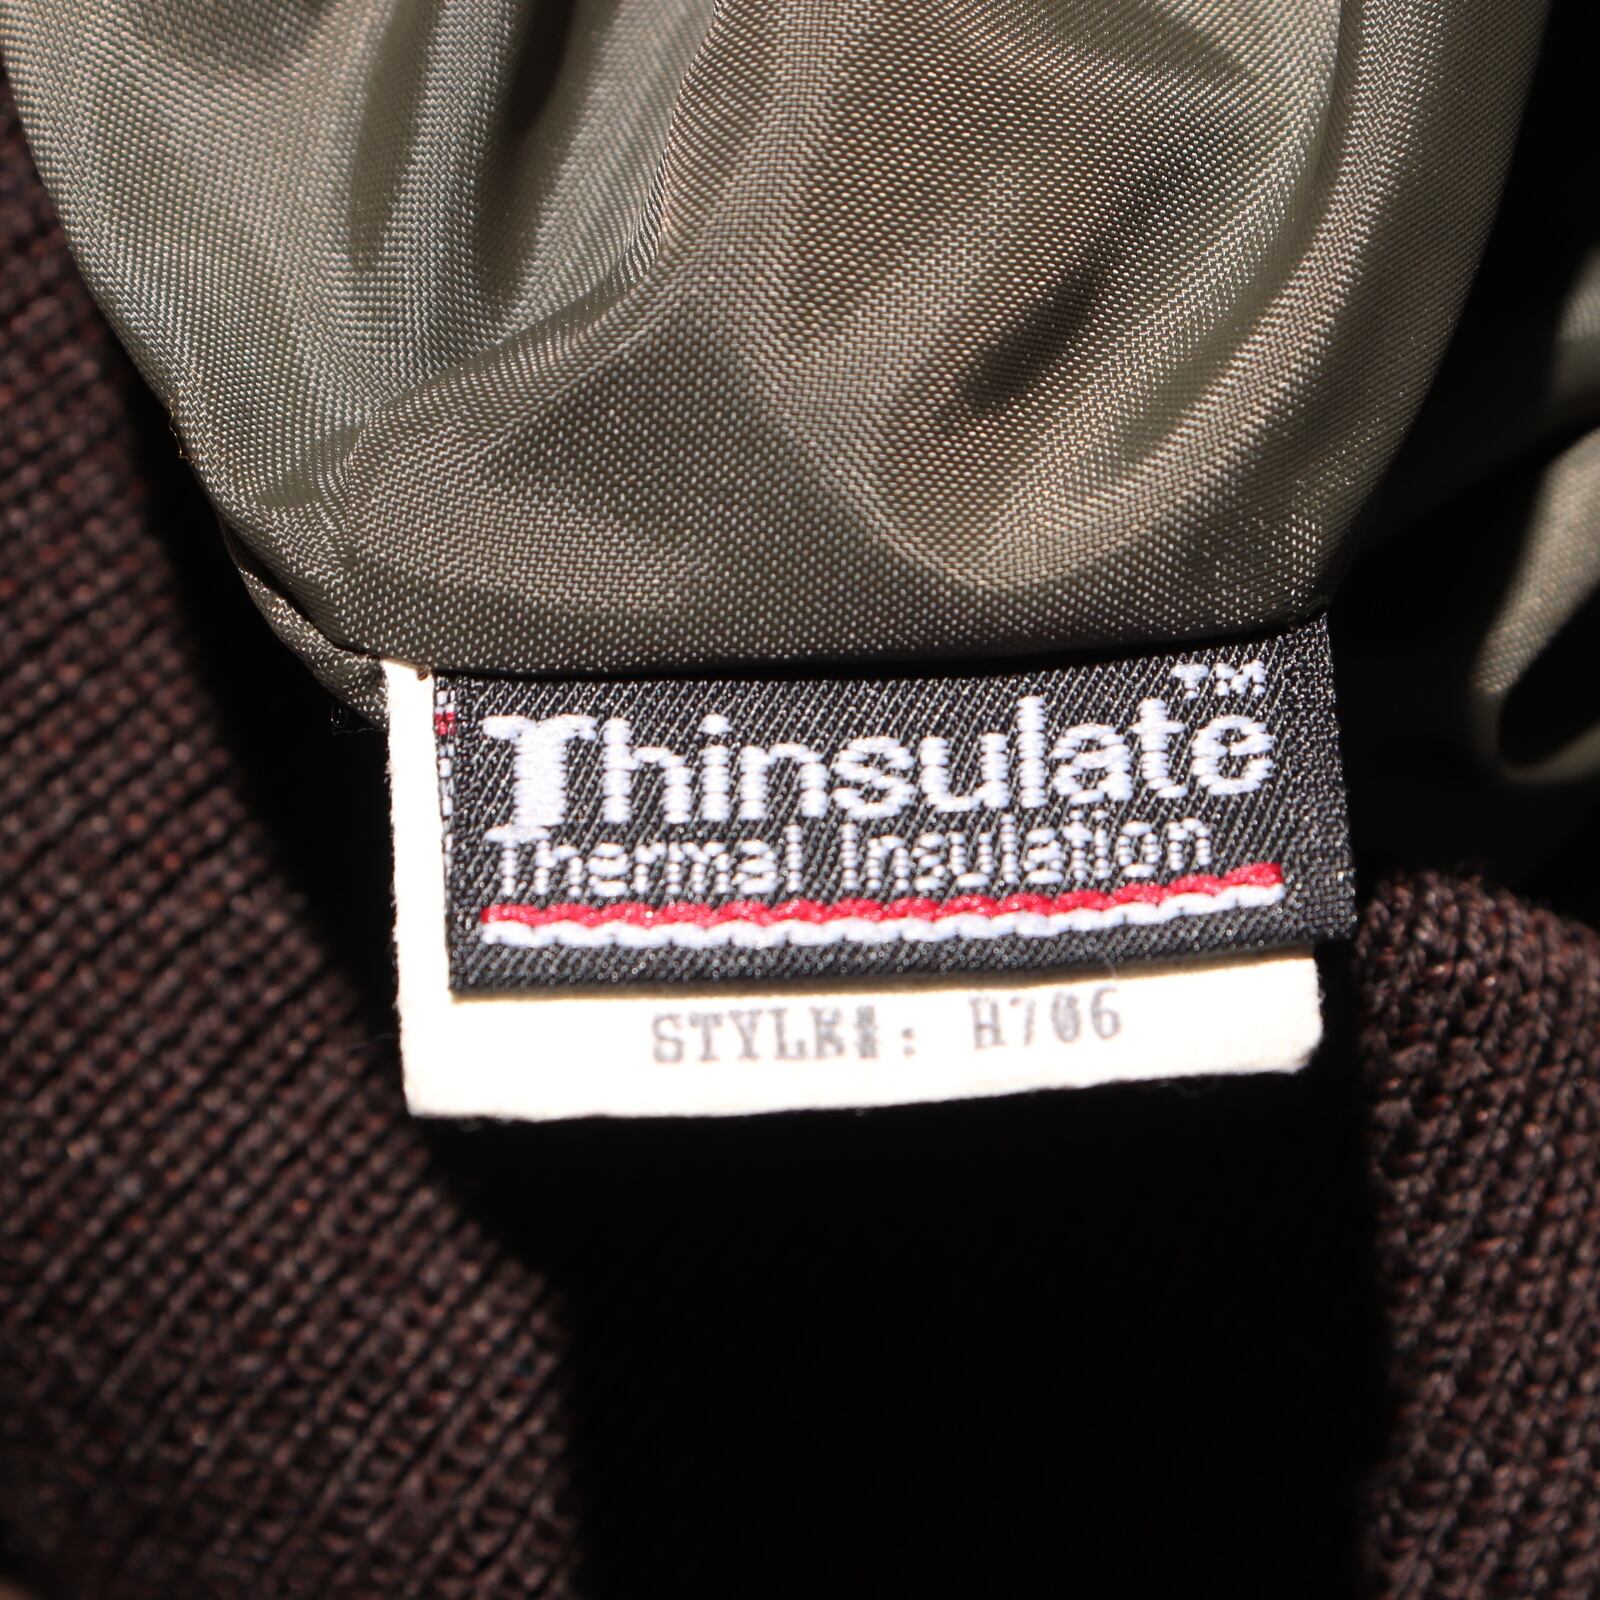 Thinsulate™
Thermal Insulation
STYLE#: H706